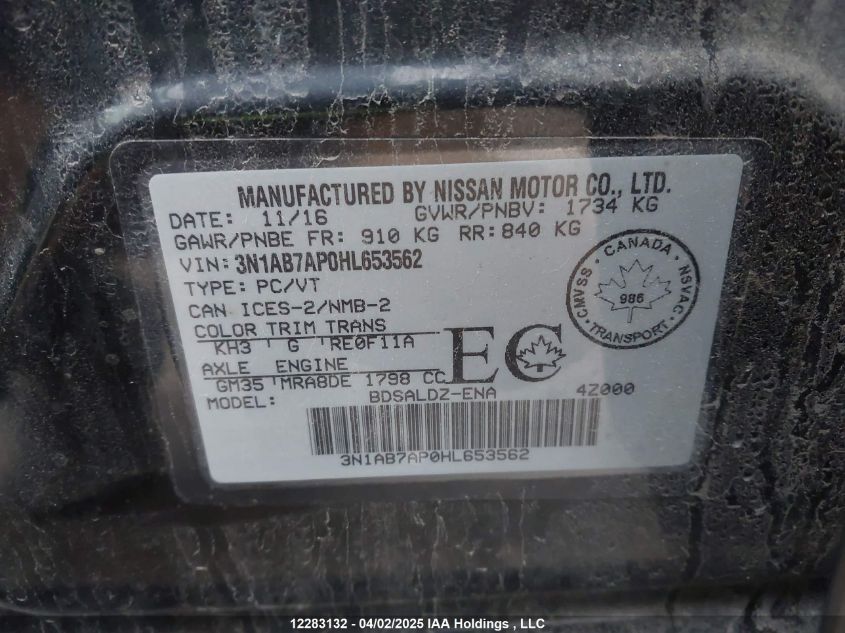 MANUFACTURED BY NISSAN MOTOR CO., LTD.
DATE: 11/16 GVWR/PNBV: 1734 KG
GAWR/PNBE FR: 910 KG RR: 840 KG
VIN: 3N1AB7AP0HL653562
TYPE: PC/VT
CAN ICES-2/NMB-2
COLOR TRIM TRANS
KH3 G RE0F11A
AXLE ENGINE
GM35 MRA8DE 1798 CC
EC
MODEL: BDSALDZ-ENA 4Z000
3N1AB7AP0HL653562
CANADA
CMVSS NSVAC
986
TRANSPORT
12283132 - 04/02/2025 IAA Holdings , LLC